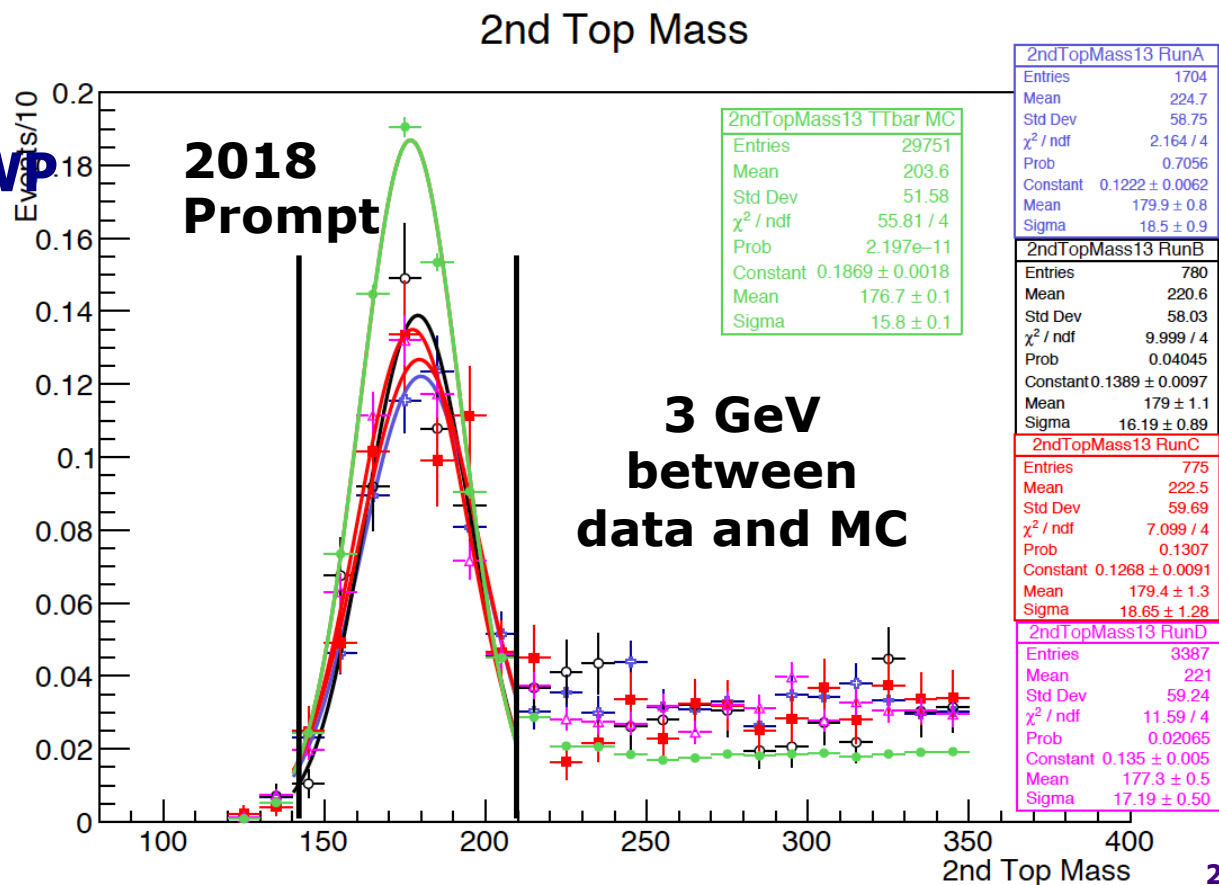 2nd Top Mass
WP
Events/10
0.2
0.18
0.16
0.14
0.12
0.1
0.08
0.06
0.04
0.02
0
2018
Prompt
3 GeV
between
data and MC
2ndTopMass13 TTbar MC
Entries 29751
Mean 203.6
Std Dev 51.58
χ² / ndf 55.81 / 4
Prob 2.197e−11
Constant 0.1869 ± 0.0018
Mean 176.7 ± 0.1
Sigma 15.8 ± 0.1
2ndTopMass13 RunA
Entries 1704
Mean 224.7
Std Dev 58.75
χ² / ndf 2.164 / 4
Prob 0.7056
Constant 0.1222 ± 0.0062
Mean 179.9 ± 0.8
Sigma 18.5 ± 0.9
2ndTopMass13 RunB
Entries 780
Mean 220.6
Std Dev 58.03
χ² / ndf 9.999 / 4
Prob 0.04045
Constant 0.1389 ± 0.0097
Mean 179 ± 1.1
Sigma 16.19 ± 0.89
2ndTopMass13 RunC
Entries 775
Mean 222.5
Std Dev 59.69
χ² / ndf 7.099 / 4
Prob 0.1307
Constant 0.1268 ± 0.0091
Mean 179.4 ± 1.3
Sigma 18.65 ± 1.28
2ndTopMass13 RunD
Entries 3387
Mean 221
Std Dev 59.24
χ² / ndf 11.59 / 4
Prob 0.02065
Constant 0.135 ± 0.005
Mean 177.3 ± 0.5
Sigma 17.19 ± 0.50
100 150 200 250 300 350 400
2nd Top Mass
2